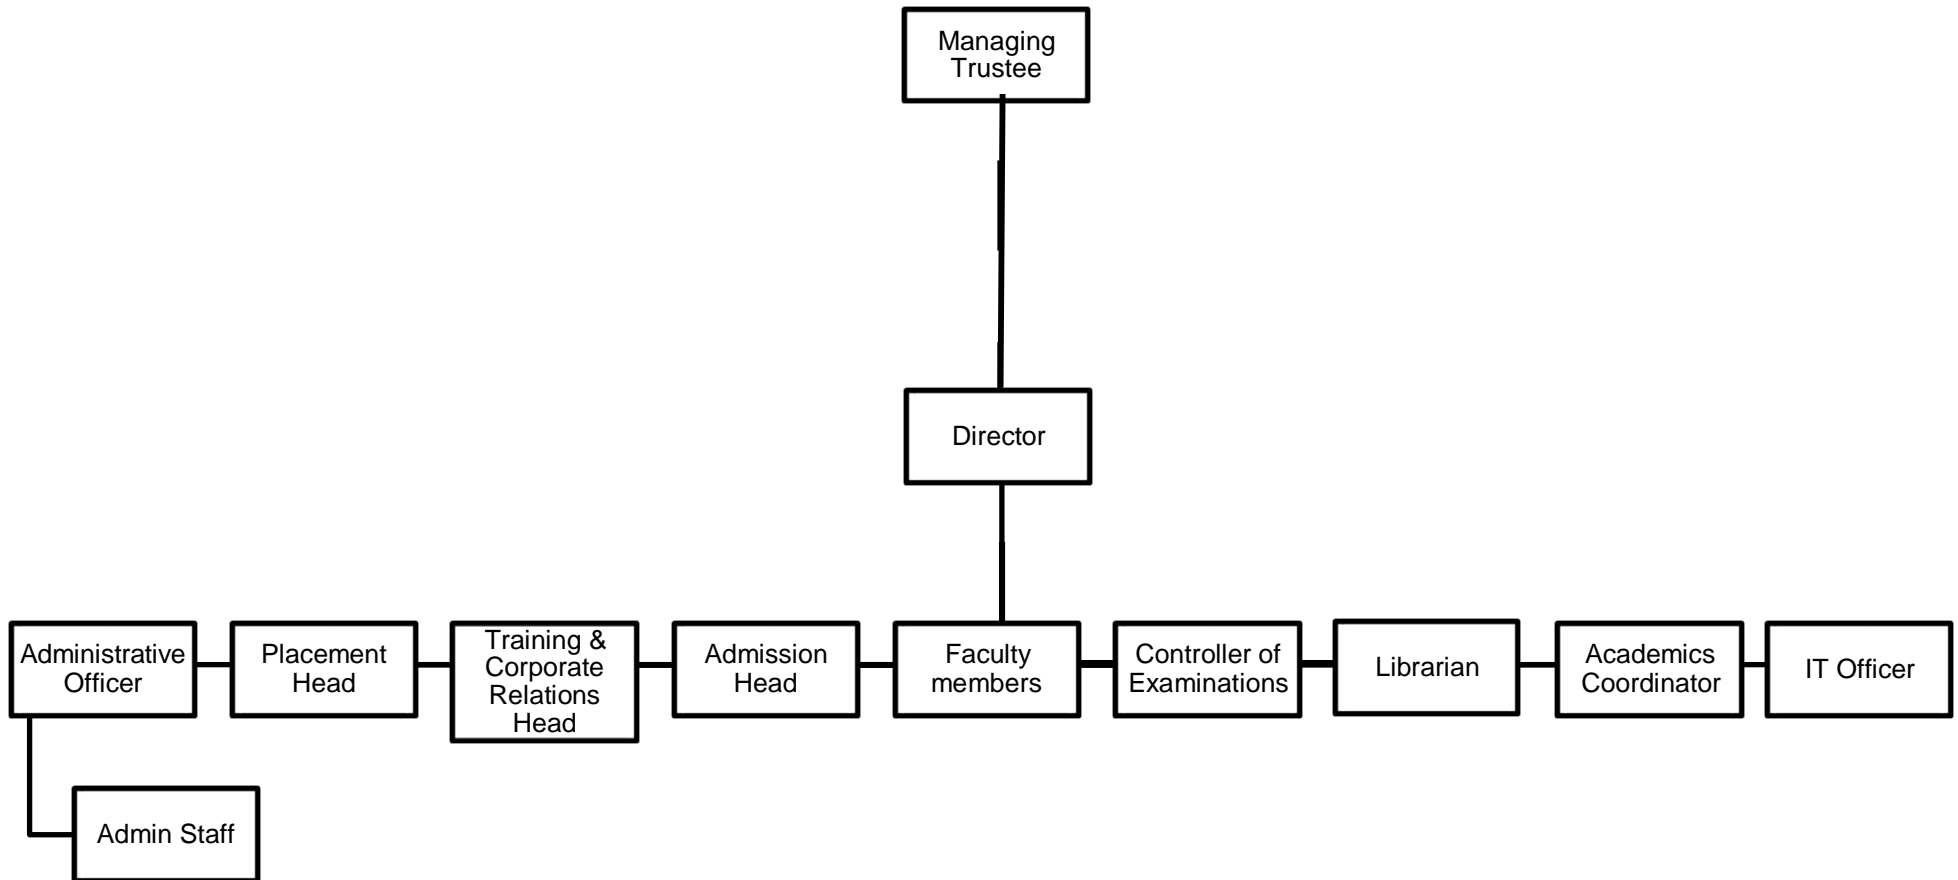 Managing
Trustee
Director
Administrative
Officer
Placement
Head
Training &
Corporate
Relations
Head
Admission
Head
Faculty
members
Controller of
Examinations
Librarian
Academics
Coordinator
IT Officer
Admin Staff